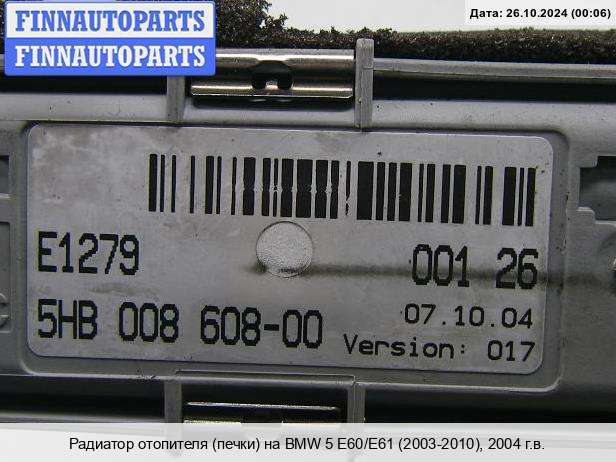 FINNAUTOPARTS
FINNAUTOPARTS
Дата: 26.10.2024 (00:06)
E1279
001 26
5HB 008 608-00
07.10.04
Version: 017
Радиатор отопителя (печки) на BMW 5 E60/E61 (2003-2010), 2004 г.в.